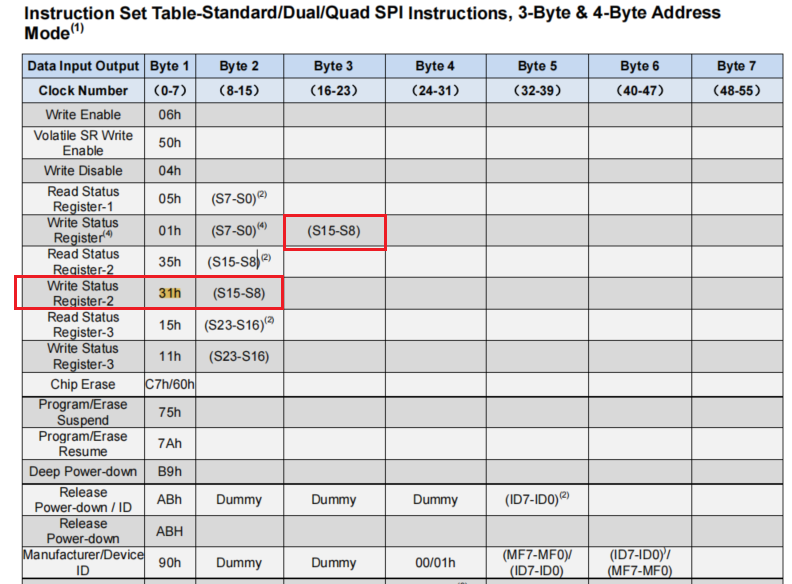 Instruction Set Table-Standard/Dual/Quad SPI Instructions, 3-Byte & 4-Byte Address
Mode(1)
Data Input Output Byte 1 Byte 2 Byte 3 Byte 4 Byte 5 Byte 6 Byte 7
Clock Number (0-7) (8-15) (16-23) (24-31) (32-39) (40-47) (48-55)
Write Enable 06h
Volatile SR Write
Enable 50h
Write Disable 04h
Read Status
Register-1 05h (S7-S0)(2)
Write Status
Register(4) 01h (S7-S0)(4) (S15-S8)
Read Status
Register-2 35h (S15-S8)(2)
Write Status
Register-2 31h (S15-S8)
Read Status
Register-3 15h (S23-S16)(2)
Write Status
Register-3 11h (S23-S16)
Chip Erase C7h/60h
Program/Erase
Suspend 75h
Program/Erase
Resume 7Ah
Deep Power-down B9h
Release
Power-down / ID ABh Dummy Dummy Dummy (ID7-ID0)(2)
Release
Power-down ABH
Manufacturer/Device
ID 90h Dummy Dummy 00/01h (MF7-MF0)/
(ID7-ID0) (ID7-ID0))/
(MF7-MF0)